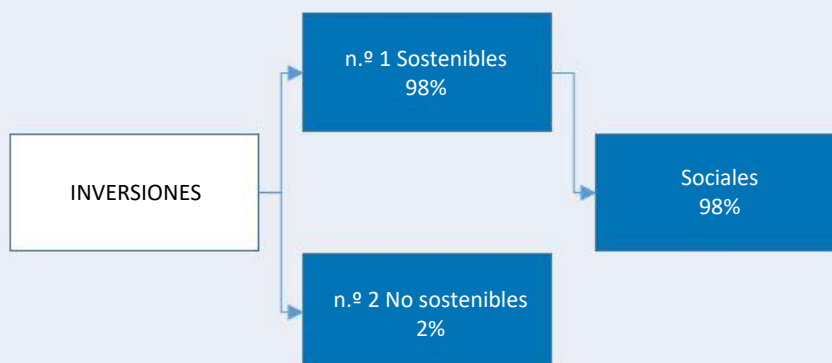 n.º 1 Sostenibles
98%
INVERSIONES
Sociales
98%
n.º 2 No sostenibles
2%